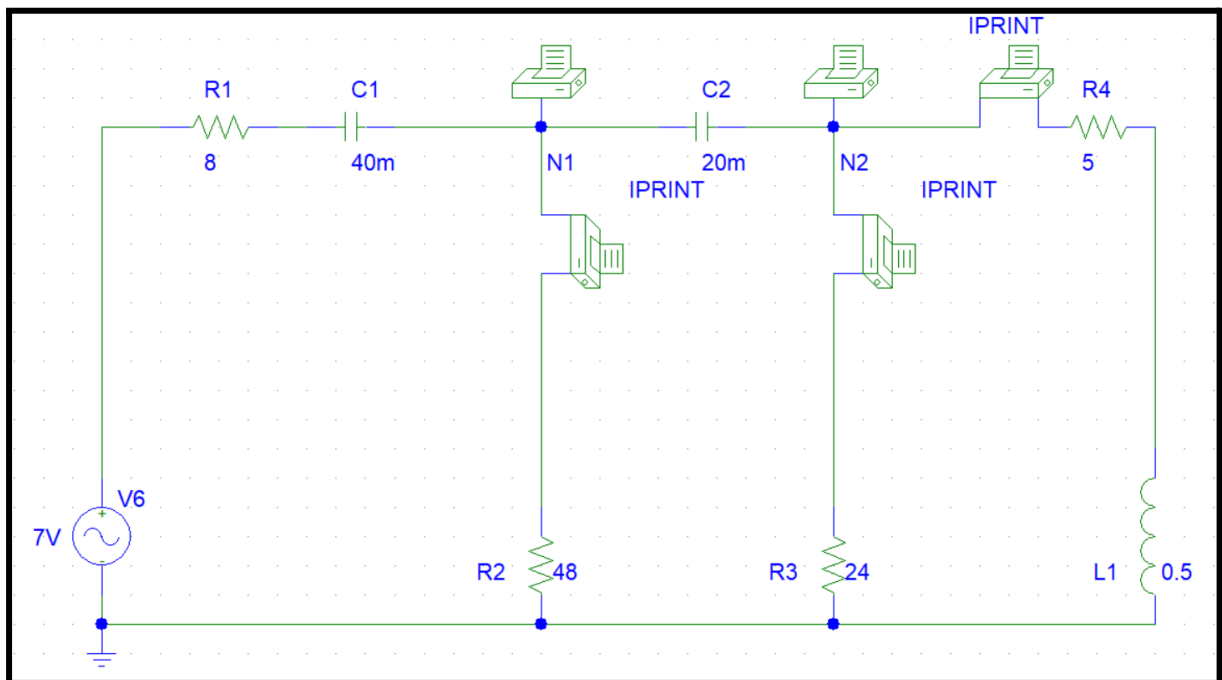 IPRINT
R1
C1
C2
R4
8
40m
N1
20m
N2
5
IPRINT
IPRINT
V6
7V
R2
48
R3
24
L1
0.5